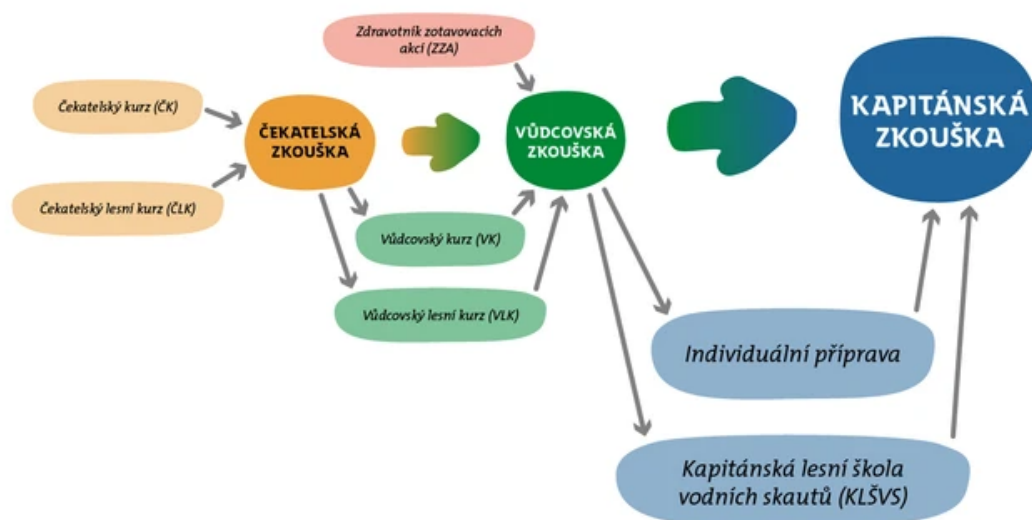 Zdravotník zotavovacích
akcí (ZZA)
Čekatelský kurz (ČK)
ČEKATELSKÁ
ZKOUŠKA
VŮDCOVSKÁ
ZKOUŠKA
KAPITÁNSKÁ
ZKOUŠKA
Čekatelský lesní kurz (ČLK)
Vůdcovský kurz (VK)
Vůdcovský lesní kurz (VLK)
Individuální příprava
Kapitánská lesní škola
vodních skautů (KLŠVS)